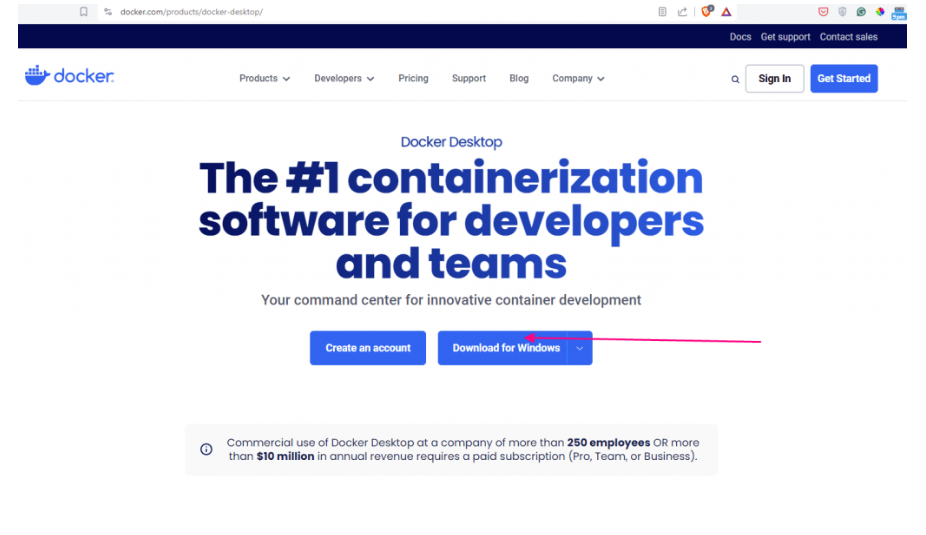 docker.com/products/docker-desktop/
Docs Get support Contact sales
docker
Products Developers Pricing Support Blog Company Sign In Get Started
Docker Desktop
The #1 containerization
software for developers
and teams
Your command center for innovative container development
Create an account Download for Windows
Commercial use of Docker Desktop at a company of more than 250 employees OR more
than $10 million in annual revenue requires a paid subscription (Pro, Team, or Business).